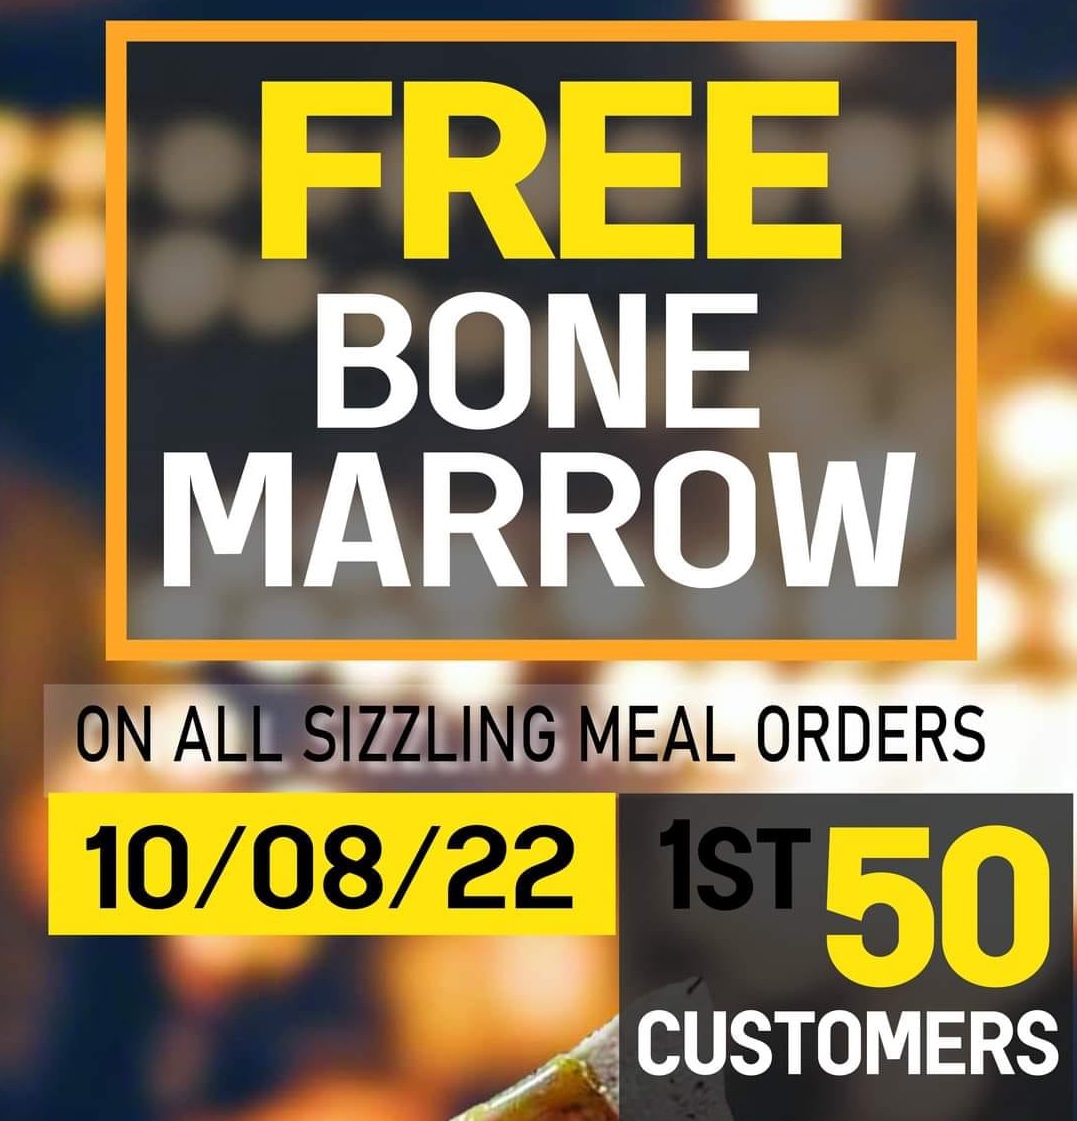 FREE
BONE
MARROW
ON ALL SIZZLING MEAL ORDERS
10/08/22
1ST 50
CUSTOMERS